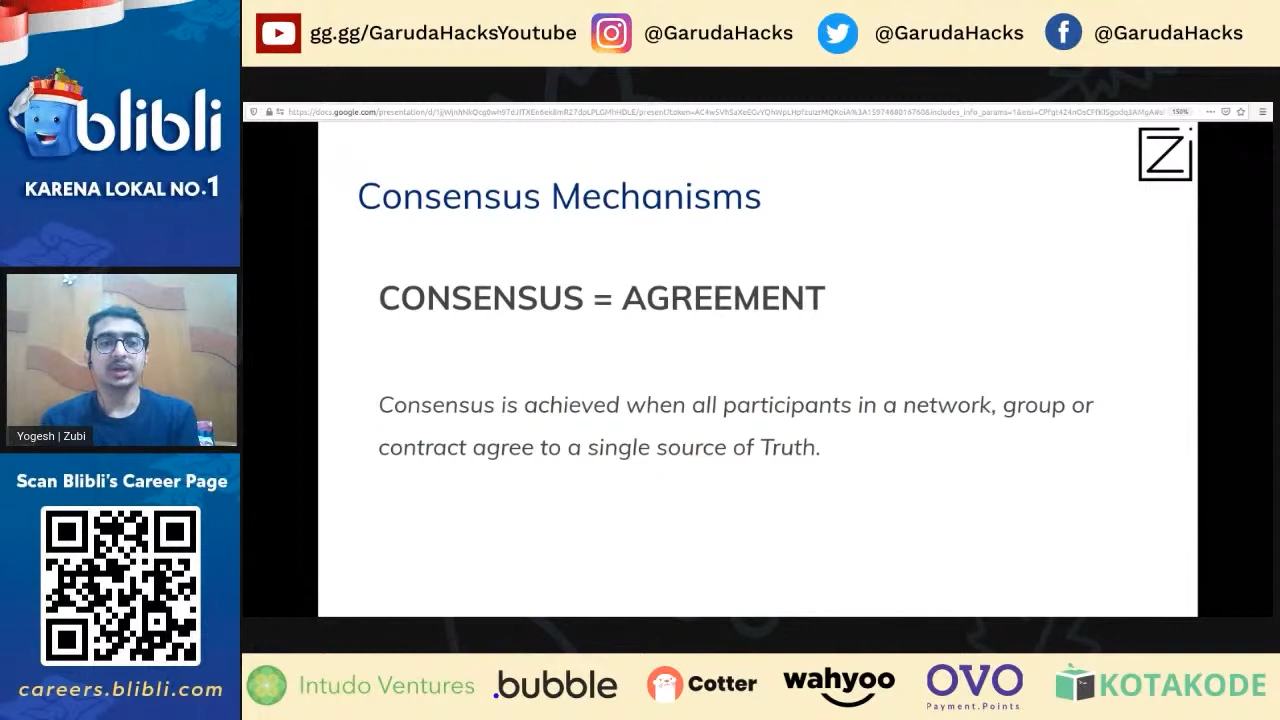 gg.gg/GarudaHacksYoutube @GarudaHacks @GarudaHacks @GarudaHacks
blibli
KARENA LOKAL NO.1
150%
Zi
Consensus Mechanisms
CONSENSUS = AGREEMENT
Consensus is achieved when all participants in a network, group or
contract agree to a single source of Truth.
Yogesh | Zubi
Scan Blibli's Career Page
careers.blibli.com
Intudo Ventures .bubble Cotter wahyoo OVO KOTAKODE
Payment.Points